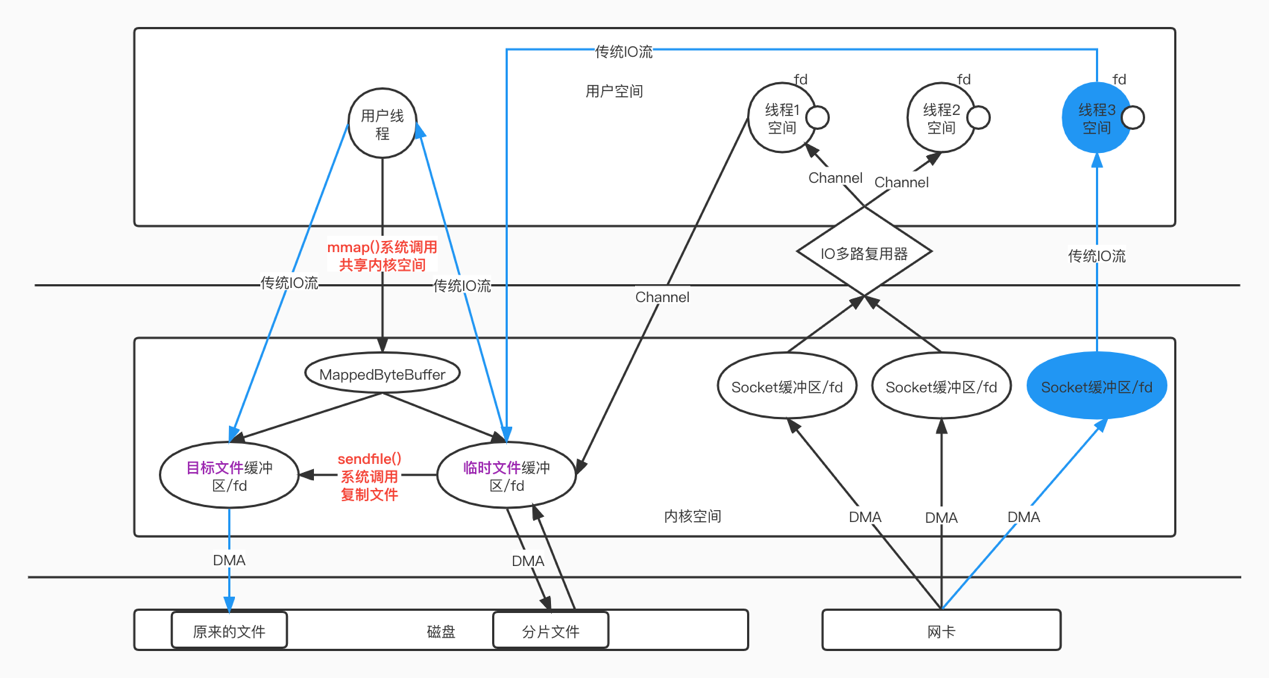 传统IO流
fd
fd
fd
用户空间
用户线
程
线程1
空间
线程2
空间
线程3
空间
Channel
Channel
mmap()系统调用
共享内核空间
IO多路复用器
传统IO流
传统IO流
传统IO流
Channel
MappedByteBuffer
Socket缓冲区/fd
Socket缓冲区/fd
Socket缓冲区/fd
目标文件缓冲
区/fd
sendfile()
系统调用
复制文件
临时文件缓冲
区/fd
内核空间
DMA
DMA
DMA
DMA
DMA
原来的文件
磁盘
分片文件
网卡